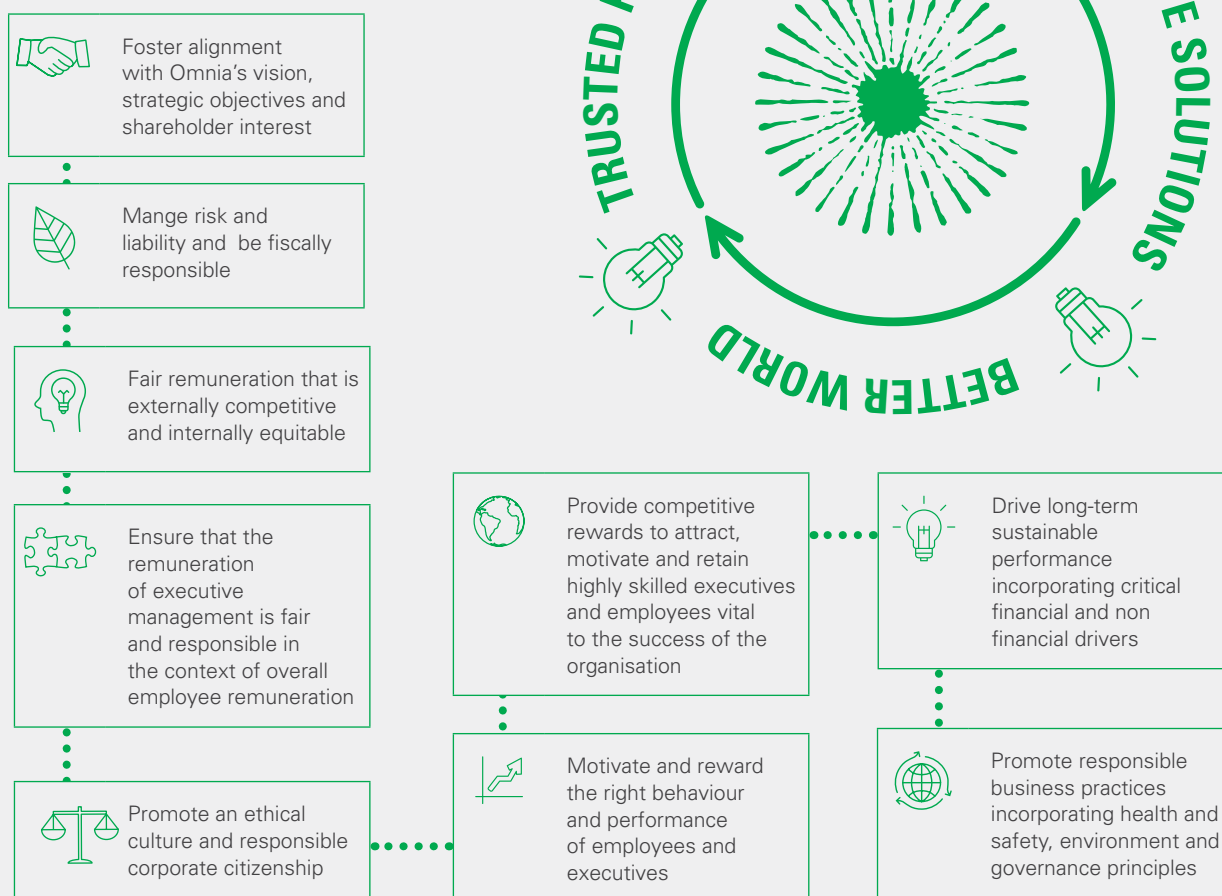 Foster alignment
with Omnia’s vision,
strategic objectives and
shareholder interest
Mange risk and
liability and  be fiscally
responsible
Fair remuneration that is
externally competitive
and internally equitable
Ensure that the
remuneration
of executive
management is fair
and responsible in
the context of overall
employee remuneration
Promote an ethical
culture and responsible
corporate citizenship
TRUSTED
SOLUTIONS
BETTER WORLD
Provide competitive
rewards to attract,
motivate and retain
highly skilled executives
and employees vital
to the success of the
organisation
Motivate and reward
the right behaviour
and performance
of employees and
executives
Drive long-term
sustainable
performance
incorporating critical
financial and non
financial drivers
Promote responsible
business practices
incorporating health and
safety, environment and
governance principles